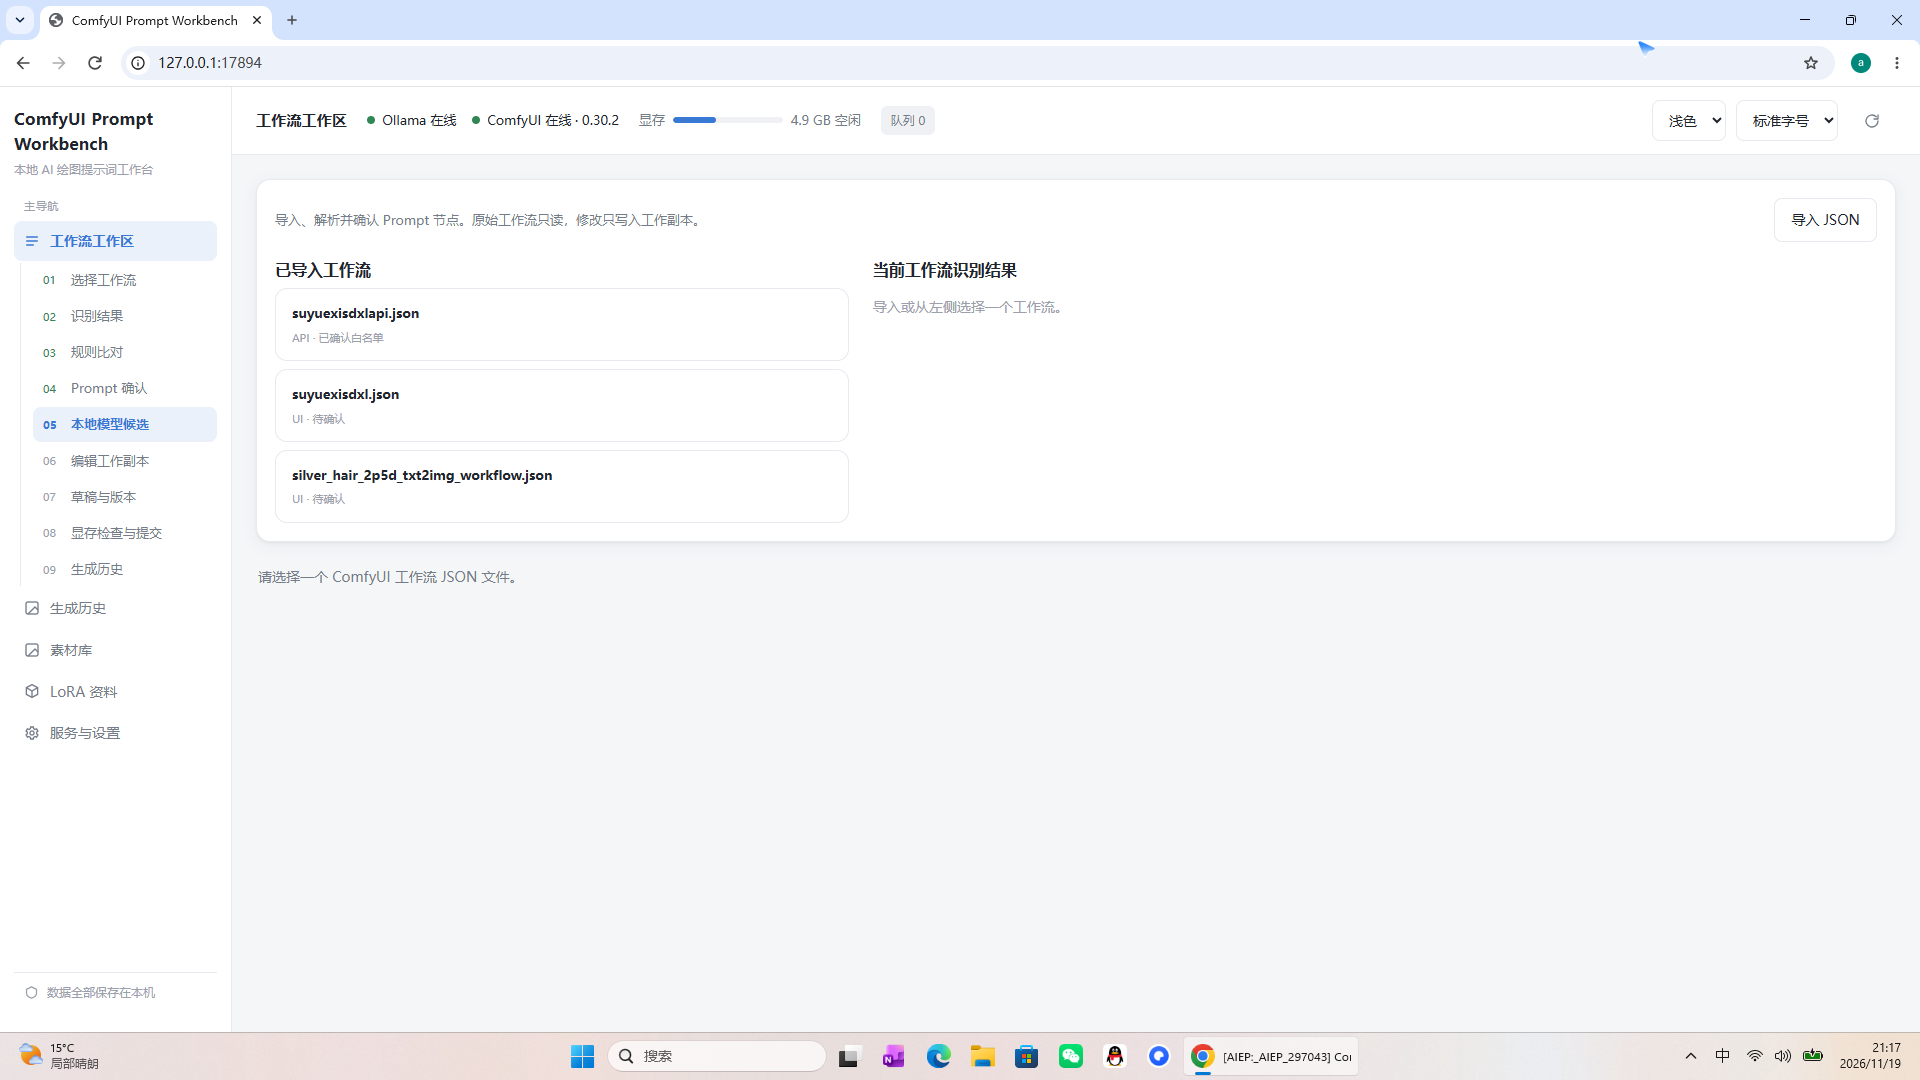 ComfyUI Prompt Workbench
127.0.0.1:17894
a
ComfyUI Prompt
Workbench
本地 AI 绘图提示词工作台
主导航
工作流工作区
01 选择工作流
02 识别结果
03 规则比对
04 Prompt 确认
05 本地模型候选
06 编辑工作副本
07 草稿与版本
08 显存检查与提交
09 生成历史
生成历史
素材库
LoRA 资料
服务与设置
数据全部保存在本机
工作流工作区 Ollama 在线 ComfyUI 在线 · 0.30.2 显存 4.9 GB 空闲 队列 0
浅色 标准字号
导入、解析并确认 Prompt 节点。原始工作流只读，修改只写入工作副本。
导入 JSON
已导入工作流
suyuexisdxlapi.json
API · 已确认白名单
suyuexisdxl.json
UI · 待确认
silver_hair_2p5d_txt2img_workflow.json
UI · 待确认
当前工作流识别结果
导入或从左侧选择一个工作流。
请选择一个 ComfyUI 工作流 JSON 文件。
15°C
局部晴朗
搜索
[AIEP:_AIEP_297043] Cor
中
21:17
2026/11/19